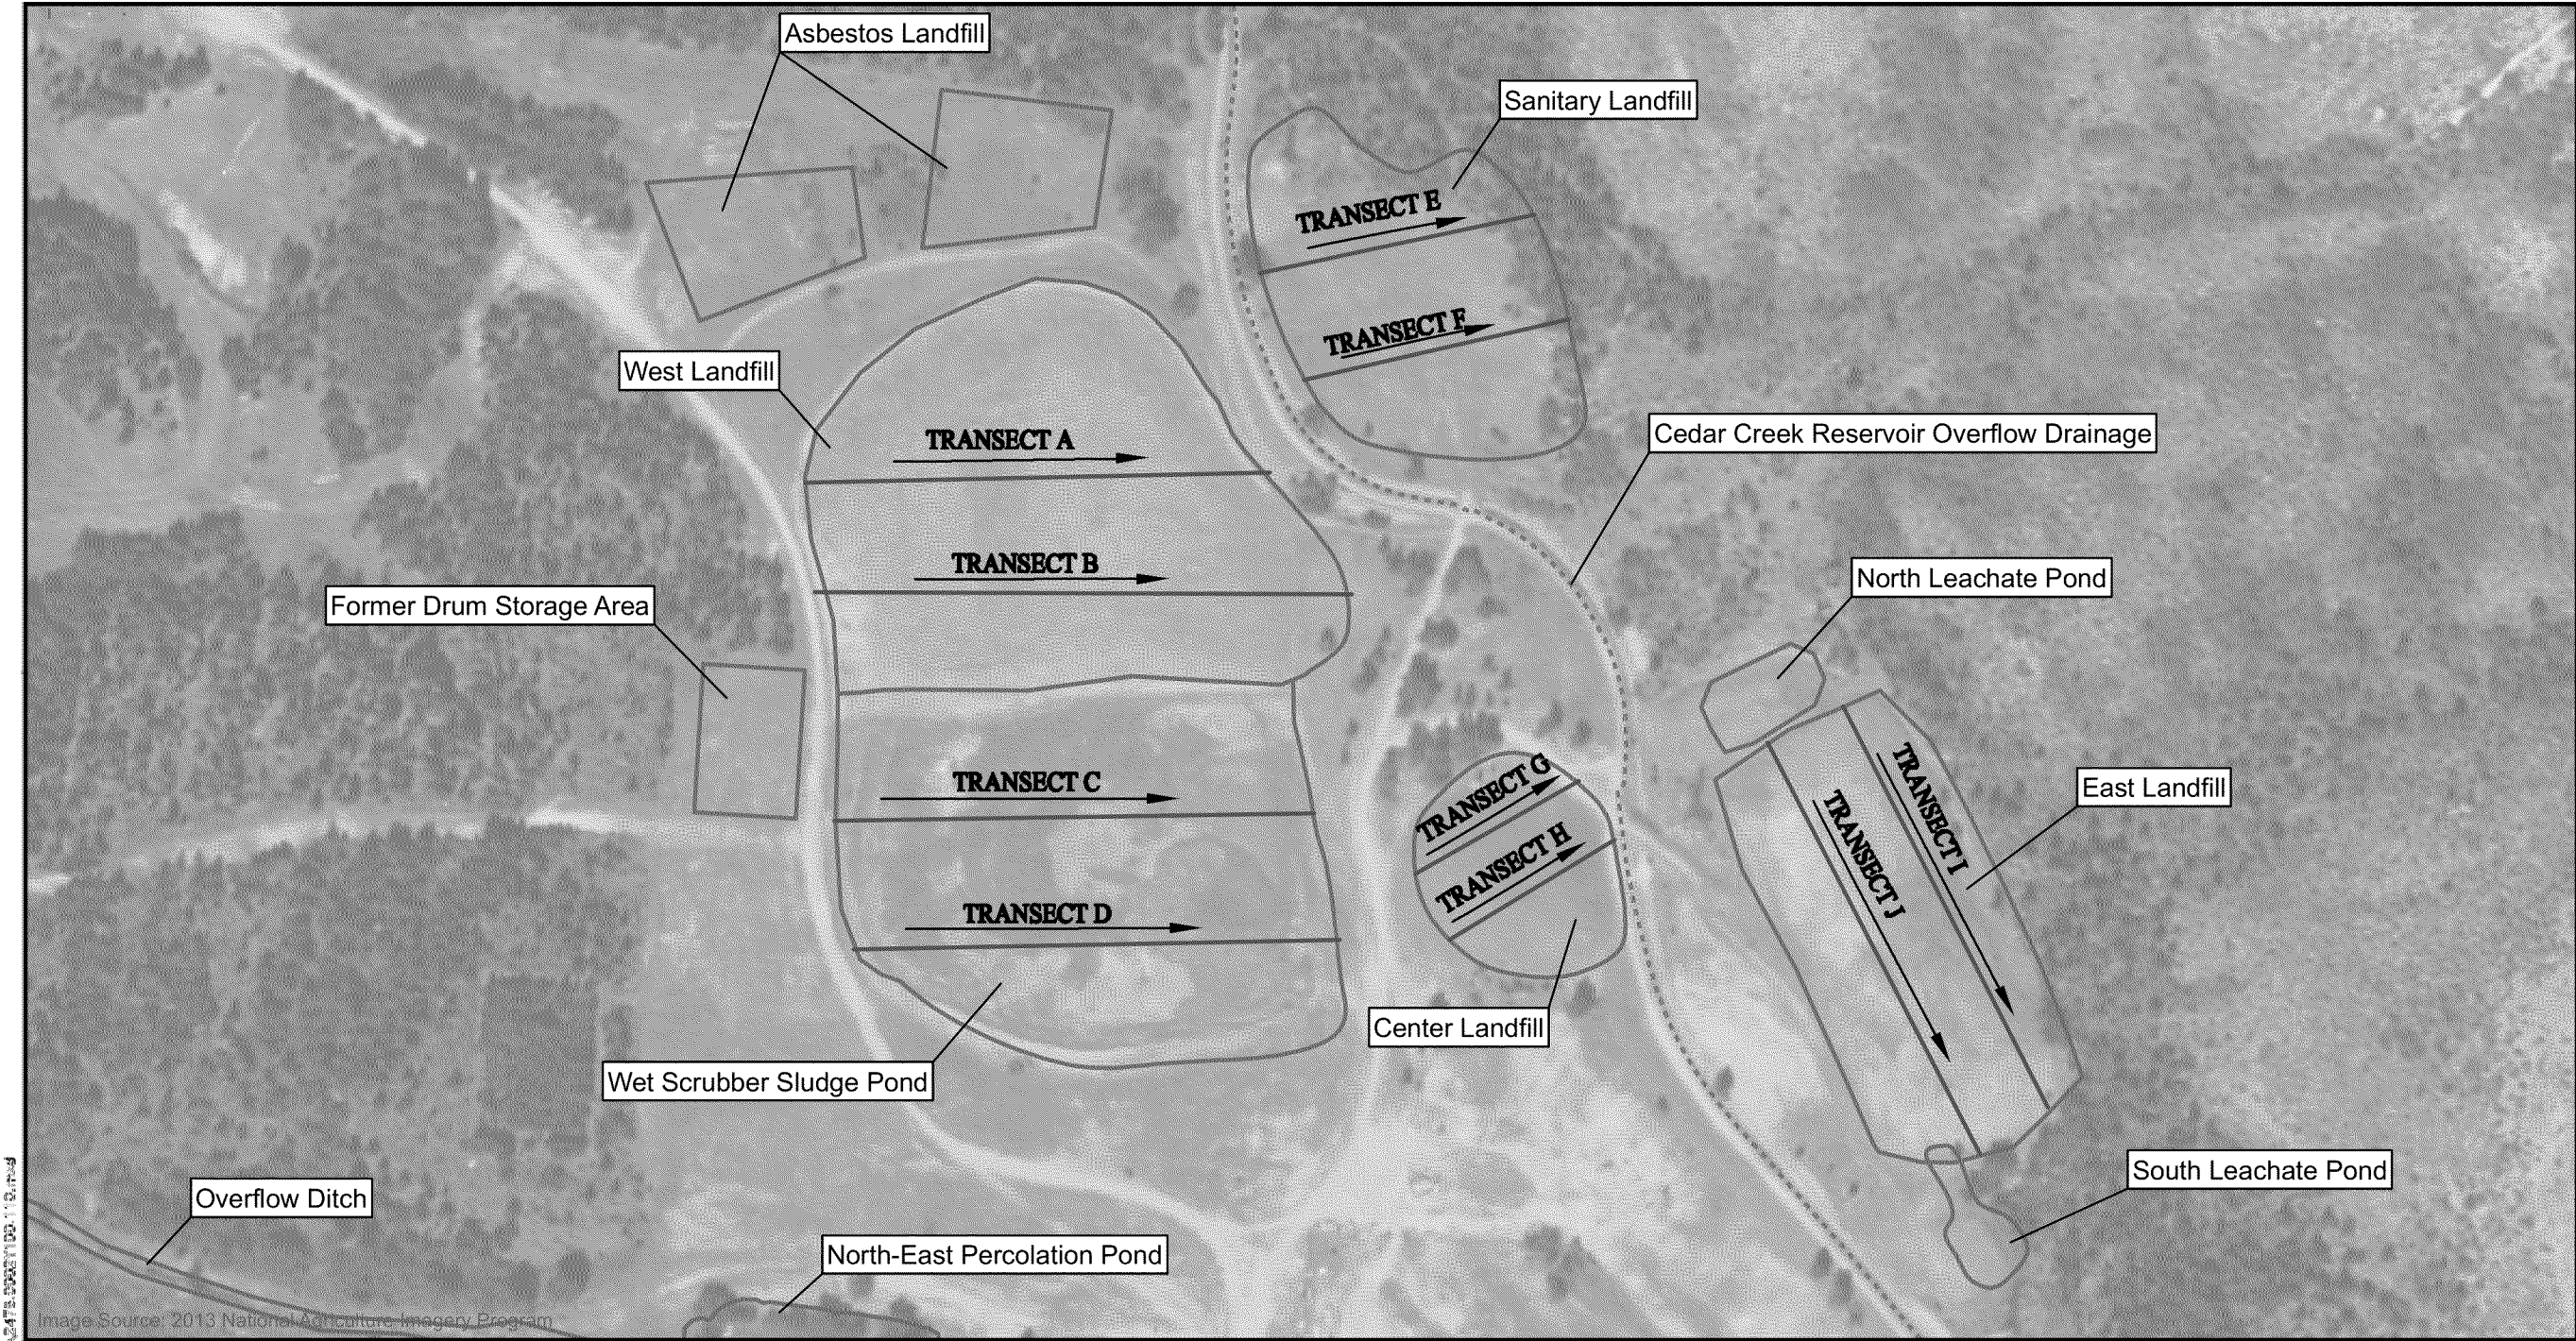 Asbestos Landfill
Sanitary Landfill
TRANSECT E
TRANSECT F
West Landfill
TRANSECT A
Cedar Creek Reservoir Overflow Drainage
TRANSECT B
North Leachate Pond
Former Drum Storage Area
TRANSECT C
TRANSECT G
TRANSECT H
TRANSECT I
TRANSECT J
East Landfill
TRANSECT D
Center Landfill
Wet Scrubber Sludge Pond
South Leachate Pond
Overflow Ditch
North-East Percolation Pond
Image Source: 2013 National Agriculture Imagery Program